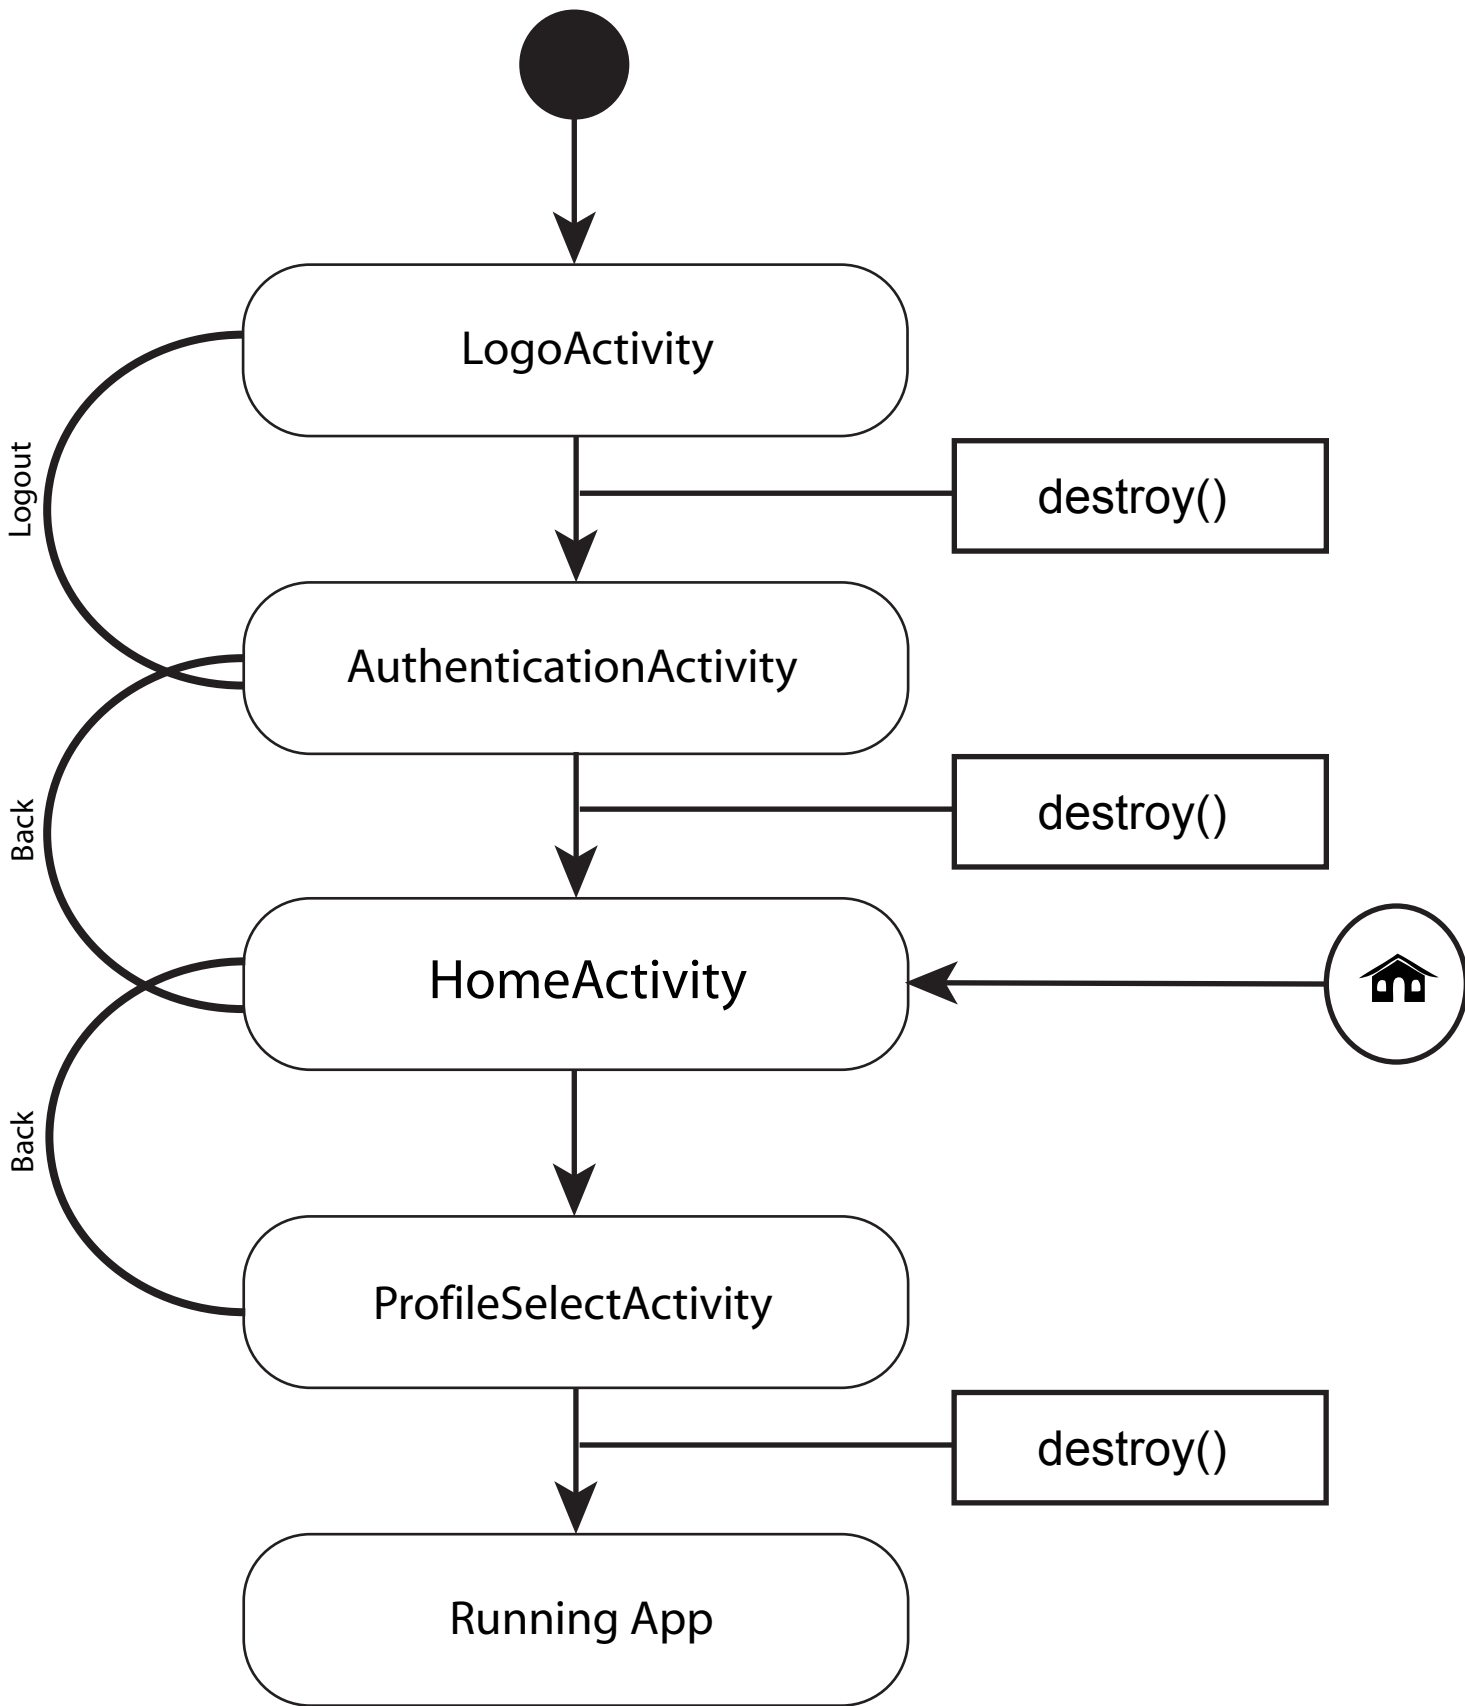 LogoActivity
Logout
destroy()
AuthenticationActivity
Back
destroy()
HomeActivity
Back
ProfileSelectActivity
destroy()
Running App